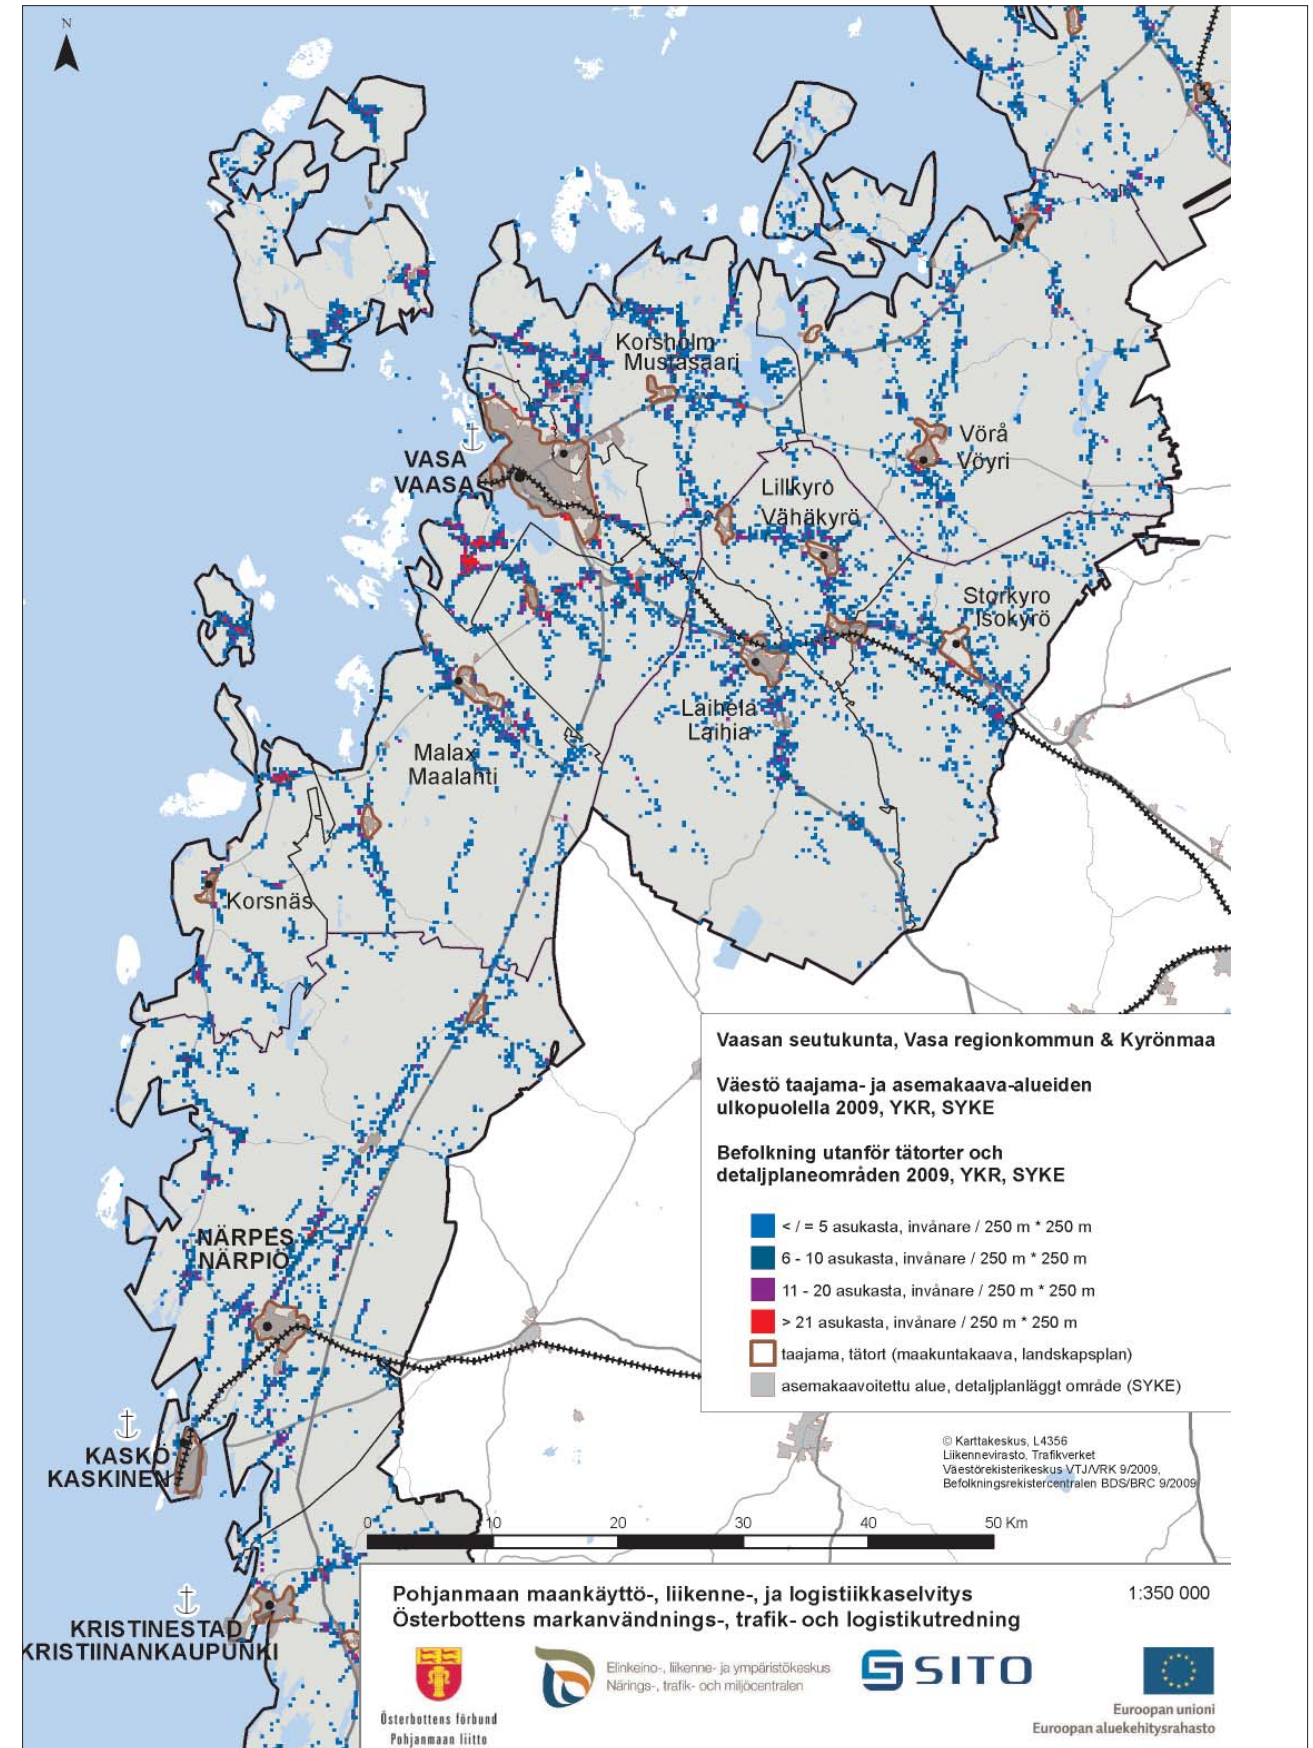 N
Korsholm
Mustasaari
VASA
VAASA
Vörå
Vöyri
Lillkyro
Vähäkyrö
Storkyro
Isokyrö
Laihela
Laihia
Malax
Maalahti
Korsnäs
NÄRPES
NÄRPIÖ
KASKÖ
KASKINEN
KRISTINESTAD
KRISTIINANKAUPUNKI
Vaasan seutukunta, Vasa regionkommun & Kyrönmaa
Väestö taajama- ja asemakaava-alueiden
ulkopuolella 2009, YKR, SYKE
Befolkning utanför tätorter och
detaljplaneområden 2009, YKR, SYKE
< / = 5 asukasta, invånare / 250 m * 250 m
6 - 10 asukasta, invånare / 250 m * 250 m
11 - 20 asukasta, invånare / 250 m * 250 m
> 21 asukasta, invånare / 250 m * 250 m
taajama, tätort (maakuntakaava, landskapsplan)
asemakaavoitettu alue, detaljplanläggt område (SYKE)
© Karttakeskus, L4356
Liikennevirasto, Trafikverket
Väestörekisterikeskus VTJ/VRK 9/2009,
Befolkningsregistercentralen BDS/BRC 9/2009
0 10 20 30 40 50 Km
Pohjanmaan maankäyttö-, liikenne-, ja logistiikkaselvitys
Österbottens markanvändnings-, trafik- och logistikutredning
1:350 000
Elinkeino-, liikenne- ja ympäristökeskus
Närings-, trafik- och miljöcentralen
SITO
Österbottens förbund
Pohjanmaan liitto
Euroopan unioni
Euroopan aluekehitysrahasto